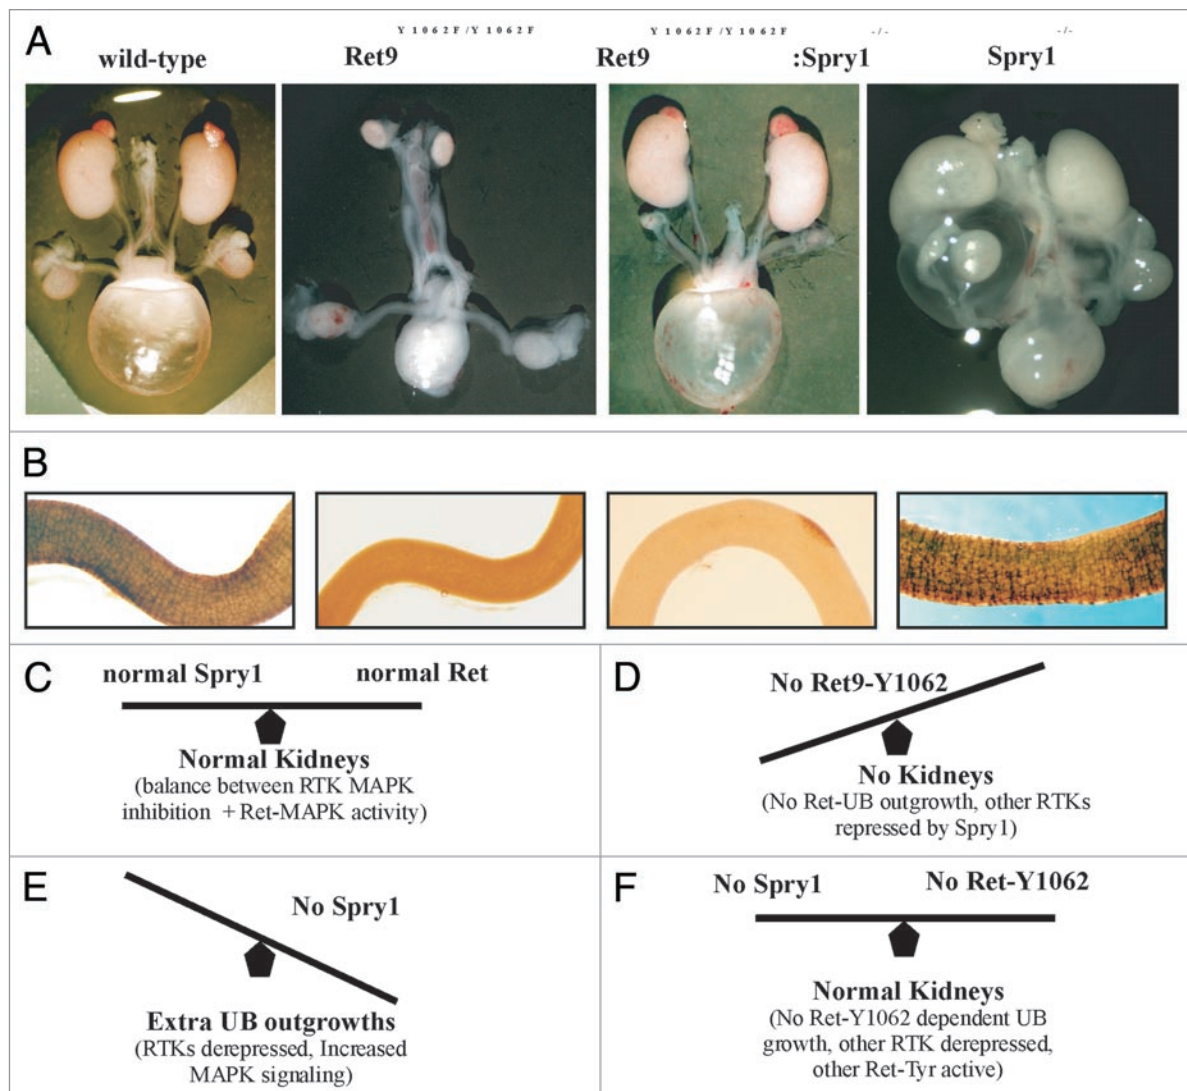 A
Y1062F/Y1062F
Y1062F/Y1062F
-/-
-/-
wild-type
Ret9
Ret9
:Spry1
Spry1
B
C
normal Spry1
normal Ret
Normal Kidneys
(balance between RTK MAPK
inhibition + Ret-MAPK activity)
D
No Ret9-Y1062
No Kidneys
(No Ret-UB outgrowth, other RTKs
repressed by Spry1)
E
No Spry1
Extra UB outgrowths
(RTKs derepressed, Increased
MAPK signaling)
F
No Spry1
No Ret-Y1062
Normal Kidneys
(No Ret-Y1062 dependent UB
growth, other RTK derepressed,
other Ret-Tyr active)